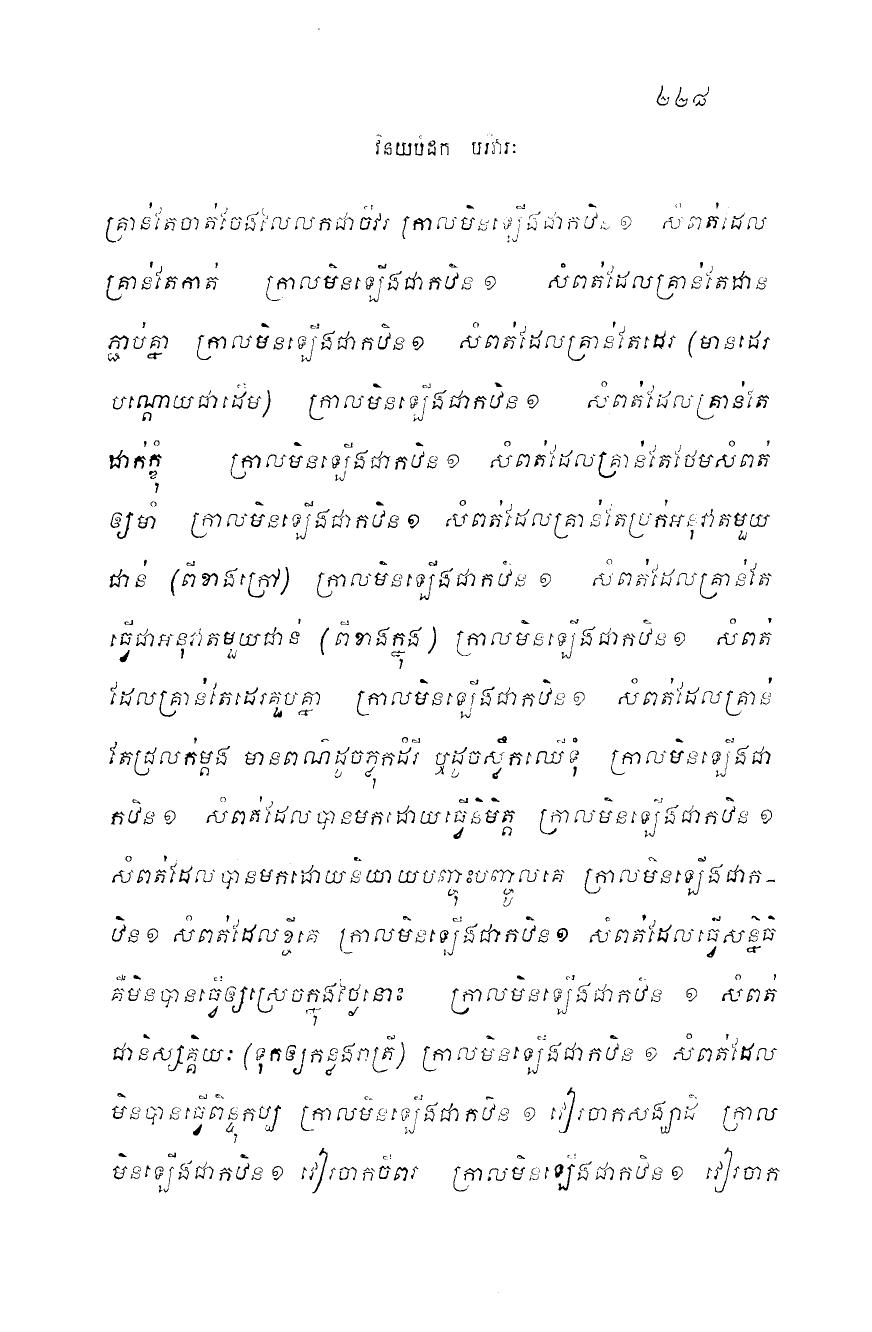 ២២៨
វិនយបិដក បរិវារៈ
គ្រាន់តែចាត់ចែងលៃលកជាចីវរ ក្រាលមិនឡើងជាកឋិន ១ សំពត់ដែល
គ្រាន់តែកាត់ ក្រាលមិនឡើងជាកឋិន ១ សំពត់ដែលគ្រាន់តែជាន
ភ្ជាប់គ្នា ក្រាលមិនឡើងជាកឋិន ១ សំពត់ដែលគ្រាន់តែដេរ (មានដេរ
បណ្តោយជាដើម) ក្រាលមិនឡើងជាកឋិន ១ សំពត់ដែលគ្រាន់តែ
ដាក់ក្ឌុំ ក្រាលមិនឡើងជាកឋិន ១ សំពត់ដែលគ្រាន់តែថែមសំពត់
ឲ្យមាំ ក្រាលមិនឡើងជាកឋិន ១ សំពត់ដែលគ្រាន់តែប្រក់អនុវាតមួយ
ជាន់ (ពីខាងក្រៅ) ក្រាលមិនឡើងជាកឋិន ១ សំពត់ដែលគ្រាន់តែ
ធ្វើជាអនុវាតមួយជាន់ (ពីខាងក្នុង) ក្រាលមិនឡើងជាកឋិន ១ សំពត់
ដែលគ្រាន់តែដេរគួបគ្នា ក្រាលមិនឡើងជាកឋិន ១ សំពត់ដែលគ្រាន់
តែជ្រលក់ម្តង មានពណ៌ដូចភ្លុកដំរី ឬដូចស្លឹកឈើទុំ ក្រាលមិនឡើងជា
កឋិន ១ សំពត់ដែលបានមកដោយធ្វើនិមិត្ត ក្រាលមិនឡើងជាកឋិន ១
សំពត់ដែលបានមកដោយនិយាយបញ្ចុះបញ្ចូលគេ ក្រាលមិនឡើងជាក-
ឋិន ១ សំពត់ដែលខ្ចីគេ ក្រាលមិនឡើងជាកឋិន ១ សំពត់ដែលធ្វើសន្និធិ
គឺមិនបានធ្វើឲ្យស្រេចក្នុងថ្ងៃនោះ ក្រាលមិនឡើងជាកឋិន ១ សំពត់
ជានិស្សគ្គិយៈ (ទុកឲ្យកន្លងរាត្រី) ក្រាលមិនឡើងជាកឋិន ១ សំពត់ដែល
មិនបានធ្វើពិន្ទុកប្ប ក្រាលមិនឡើងជាកឋិន ១ វៀរចាកសង្ឃាដិ ក្រាល
មិនឡើងជាកឋិន ១ វៀរចាកចីពរ ក្រាលមិនឡើងជាកឋិន ១ វៀរចាក